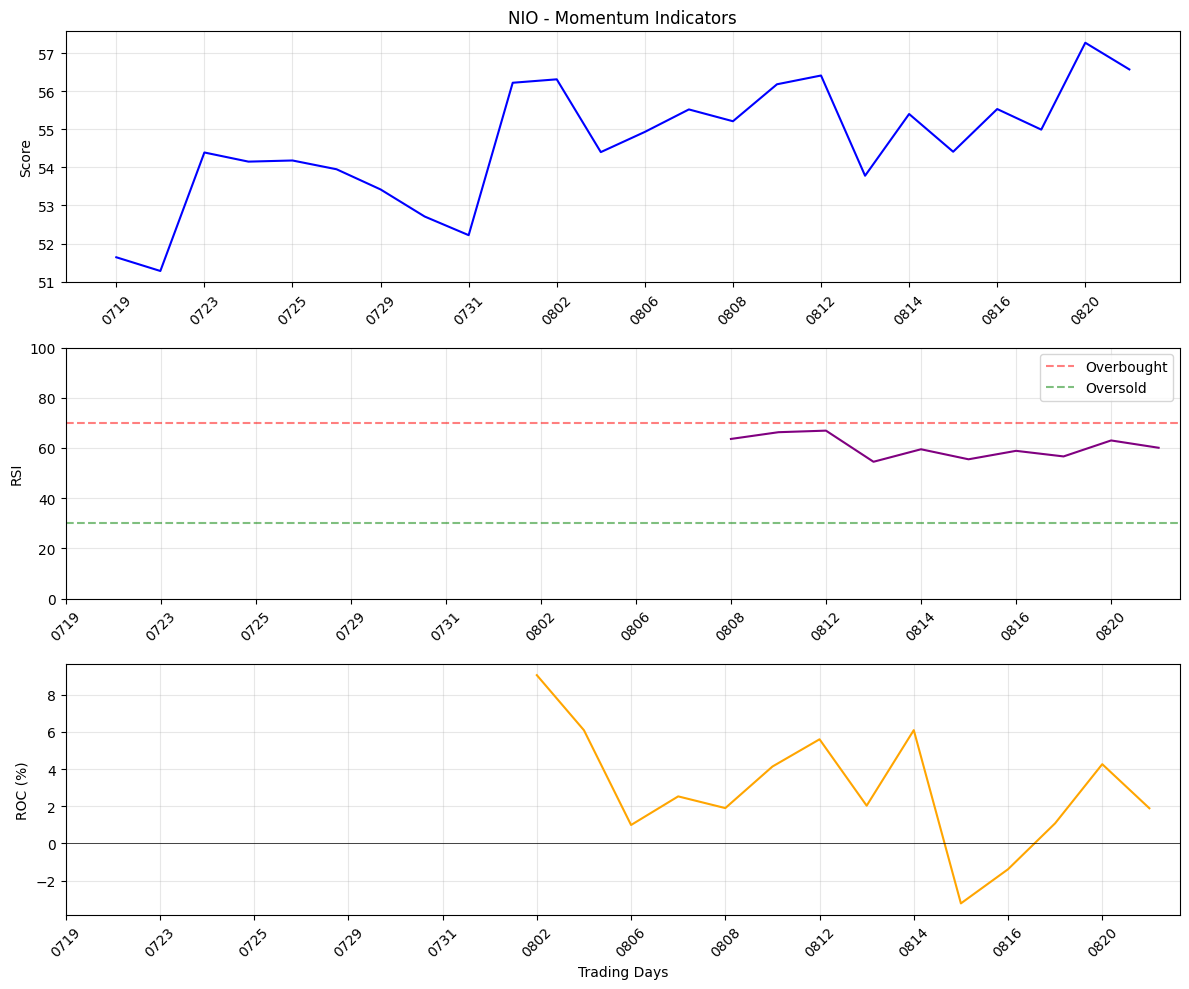 NIO - Momentum Indicators
Score
57
56
55
54
53
52
51
0719 0723 0725 0729 0731 0802 0806 0808 0812 0814 0816 0820
RSI
100
80
60
40
20
0
Overbought
Oversold
0719 0723 0725 0729 0731 0802 0806 0808 0812 0814 0816 0820
ROC (%)
8
6
4
2
0
−2
0719 0723 0725 0729 0731 0802 0806 0808 0812 0814 0816 0820
Trading Days